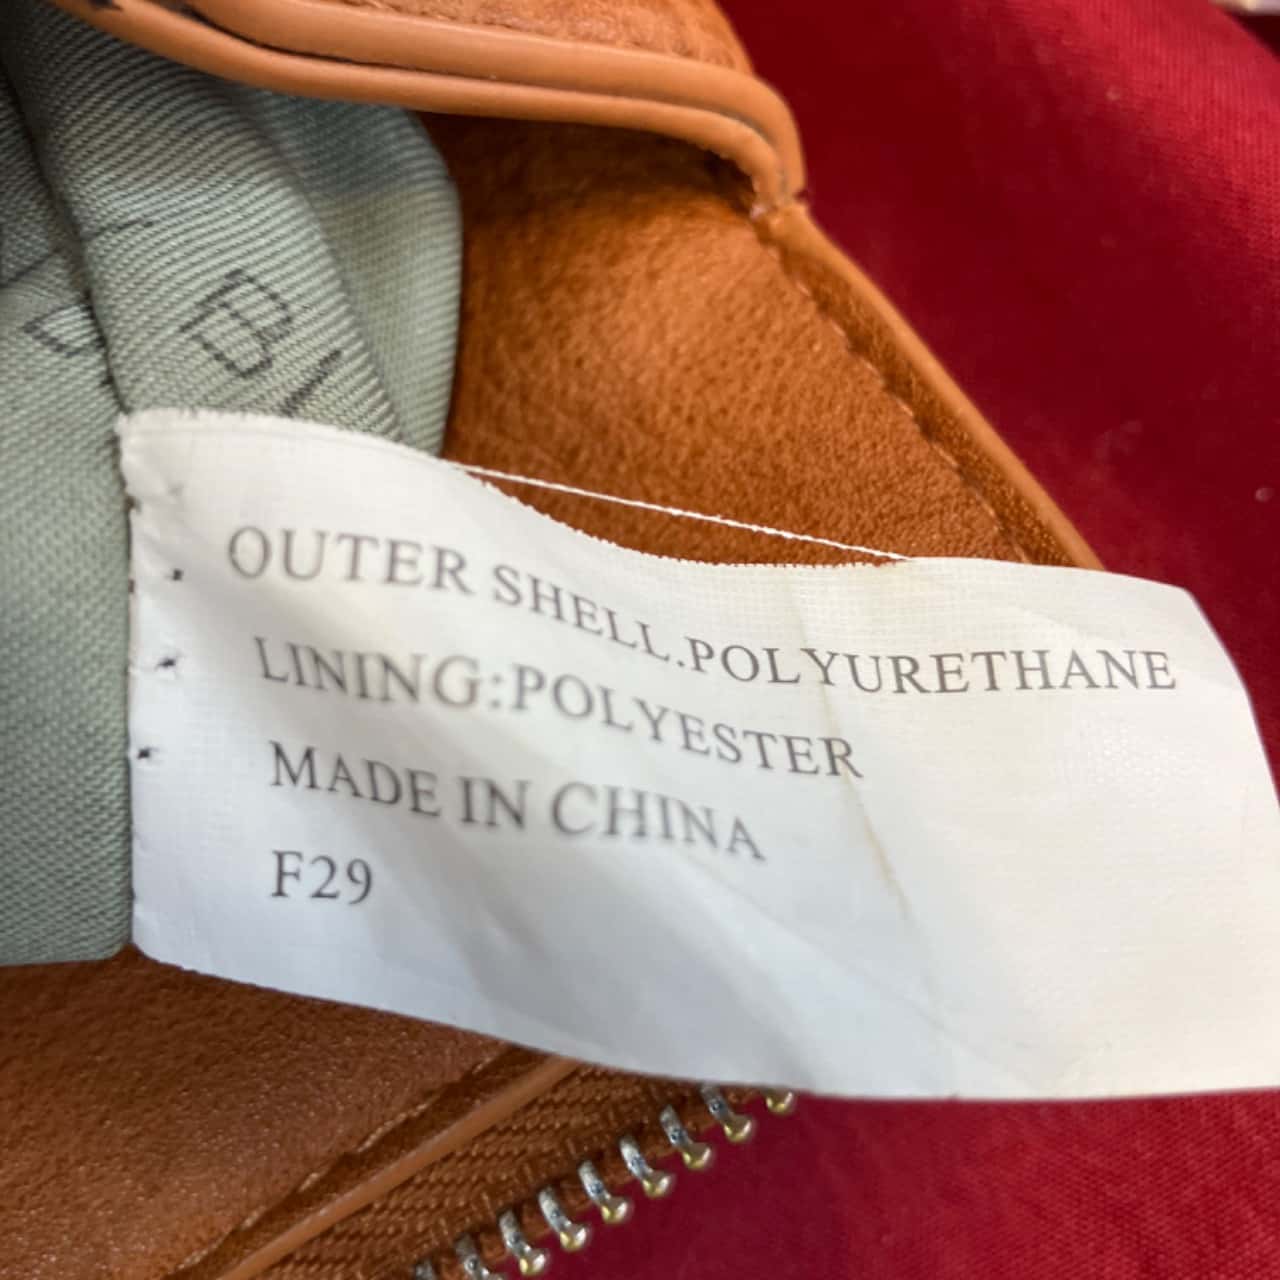 OUTER SHELL.POLYURETHANE
LINING:POLYESTER
MADE IN CHINA
F29